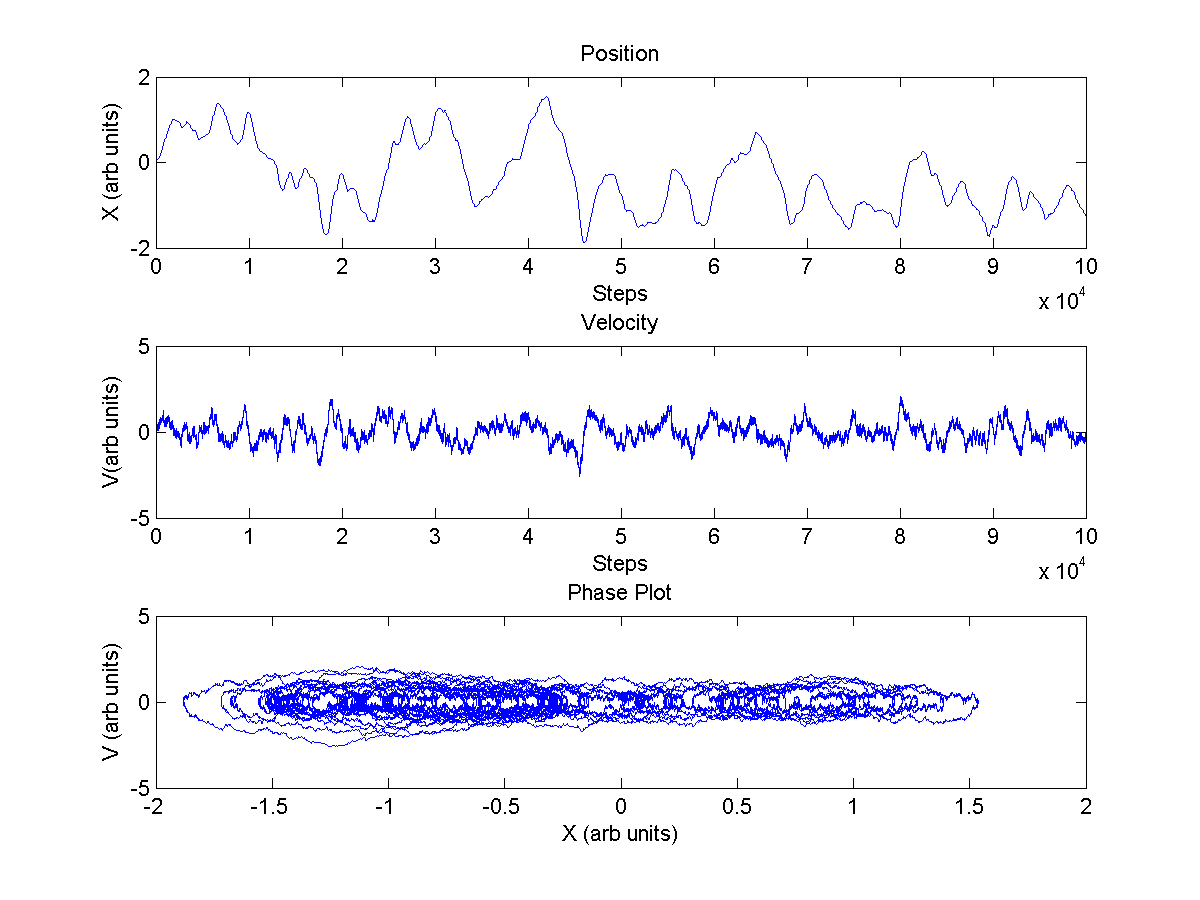 Position
X (arb units)
2
0
-2
0 1 2 3 4 5 6 7 8 9 10
x 10^4
Steps
Velocity
V(arb units)
5
0
-5
0 1 2 3 4 5 6 7 8 9 10
x 10^4
Steps
Phase Plot
V (arb units)
5
0
-5
-2 -1.5 -1 -0.5 0 0.5 1 1.5 2
X (arb units)